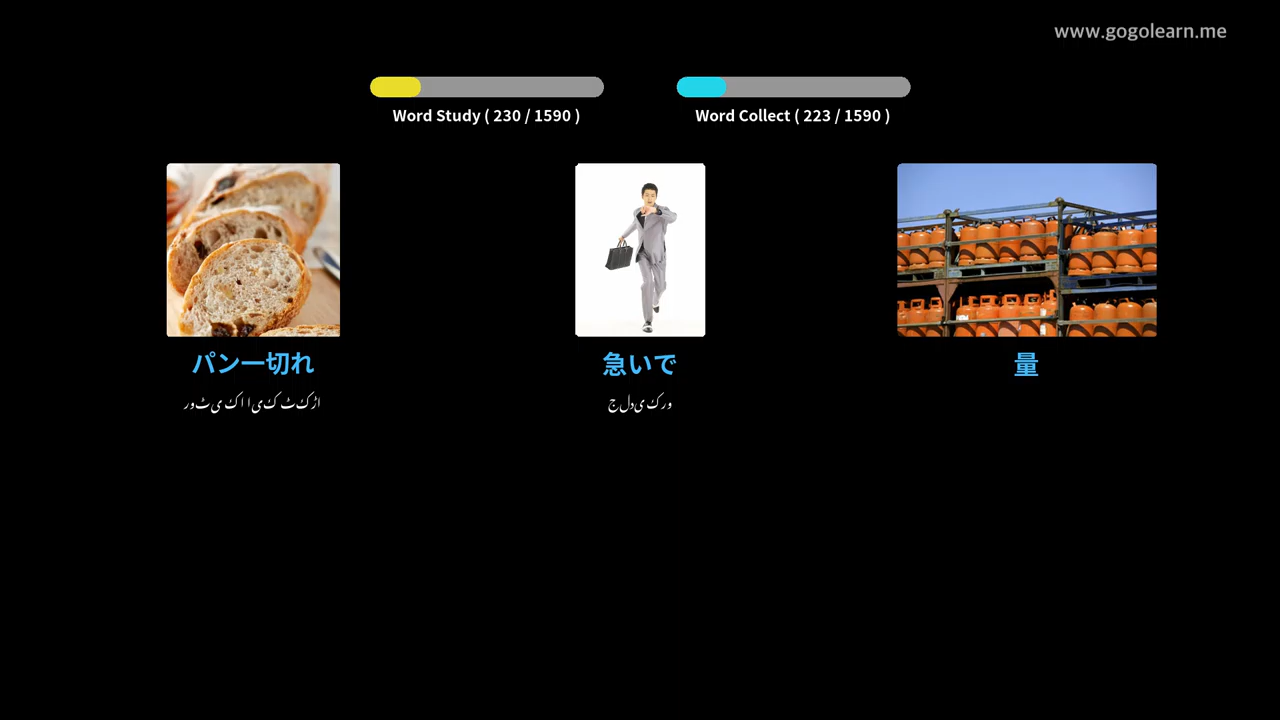 www.gogolearn.me
Word Study ( 230 / 1590 )
Word Collect ( 223 / 1590 )
パン一切れ
急いで
量
روٹی کا ایک ٹکڑا
جلدی کرو